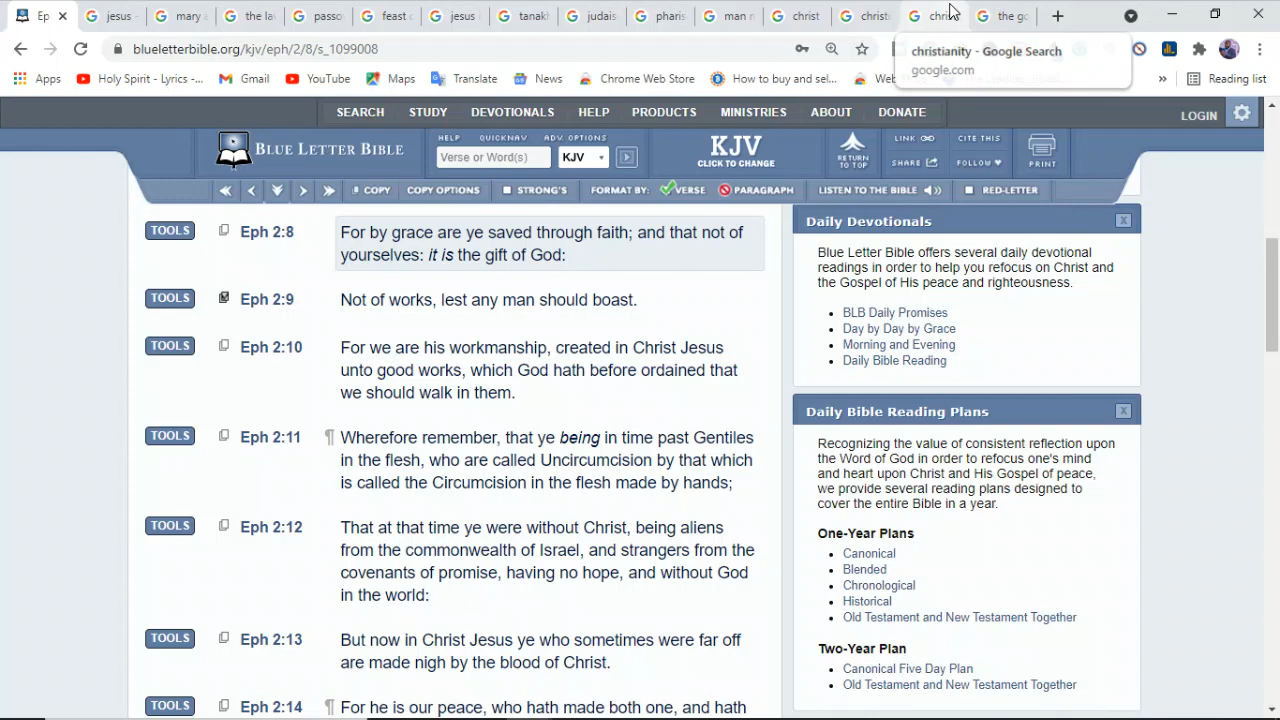 Ep
jesus
mary a
the la
passo
feast o
jesus
tanak
judais
pharis
man n
christ
christ
chri
the go
blueletterbible.org/kjv/eph/2/8/s_1099008
christianity - Google Search
google.com
Apps
Holy Spirit - Lyrics -...
Gmail
YouTube
Maps
Translate
News
Chrome Web Store
How to buy and sel...
Web
Reading list
SEARCH STUDY DEVOTIONALS HELP PRODUCTS MINISTRIES ABOUT DONATE
LOGIN
BLUE LETTER BIBLE
HELP QUICKNAV ADV. OPTIONS
Verse or Word(s)
KJV
KJV
CLICK TO CHANGE
RETURN
TO TOP
LINK
CITE THIS
SHARE
FOLLOW
PRINT
COPY COPY OPTIONS STRONG'S FORMAT BY: VERSE PARAGRAPH LISTEN TO THE BIBLE RED-LETTER
TOOLS Eph 2:8 For by grace are ye saved through faith; and that not of
yourselves: it is the gift of God:
TOOLS Eph 2:9 Not of works, lest any man should boast.
TOOLS Eph 2:10 For we are his workmanship, created in Christ Jesus
unto good works, which God hath before ordained that
we should walk in them.
TOOLS Eph 2:11 ¶ Wherefore remember, that ye being in time past Gentiles
in the flesh, who are called Uncircumcision by that which
is called the Circumcision in the flesh made by hands;
TOOLS Eph 2:12 That at that time ye were without Christ, being aliens
from the commonwealth of Israel, and strangers from the
covenants of promise, having no hope, and without God
in the world:
TOOLS Eph 2:13 But now in Christ Jesus ye who sometimes were far off
are made nigh by the blood of Christ.
TOOLS Eph 2:14 ¶ For he is our peace, who hath made both one, and hath
Daily Devotionals
Blue Letter Bible offers several daily devotional
readings in order to help you refocus on Christ and
the Gospel of His peace and righteousness.
BLB Daily Promises
Day by Day by Grace
Morning and Evening
Daily Bible Reading
Daily Bible Reading Plans
Recognizing the value of consistent reflection upon
the Word of God in order to refocus one's mind
and heart upon Christ and His Gospel of peace,
we provide several reading plans designed to
cover the entire Bible in a year.
One-Year Plans
Canonical
Blended
Chronological
Historical
Old Testament and New Testament Together
Two-Year Plan
Canonical Five Day Plan
Old Testament and New Testament Together